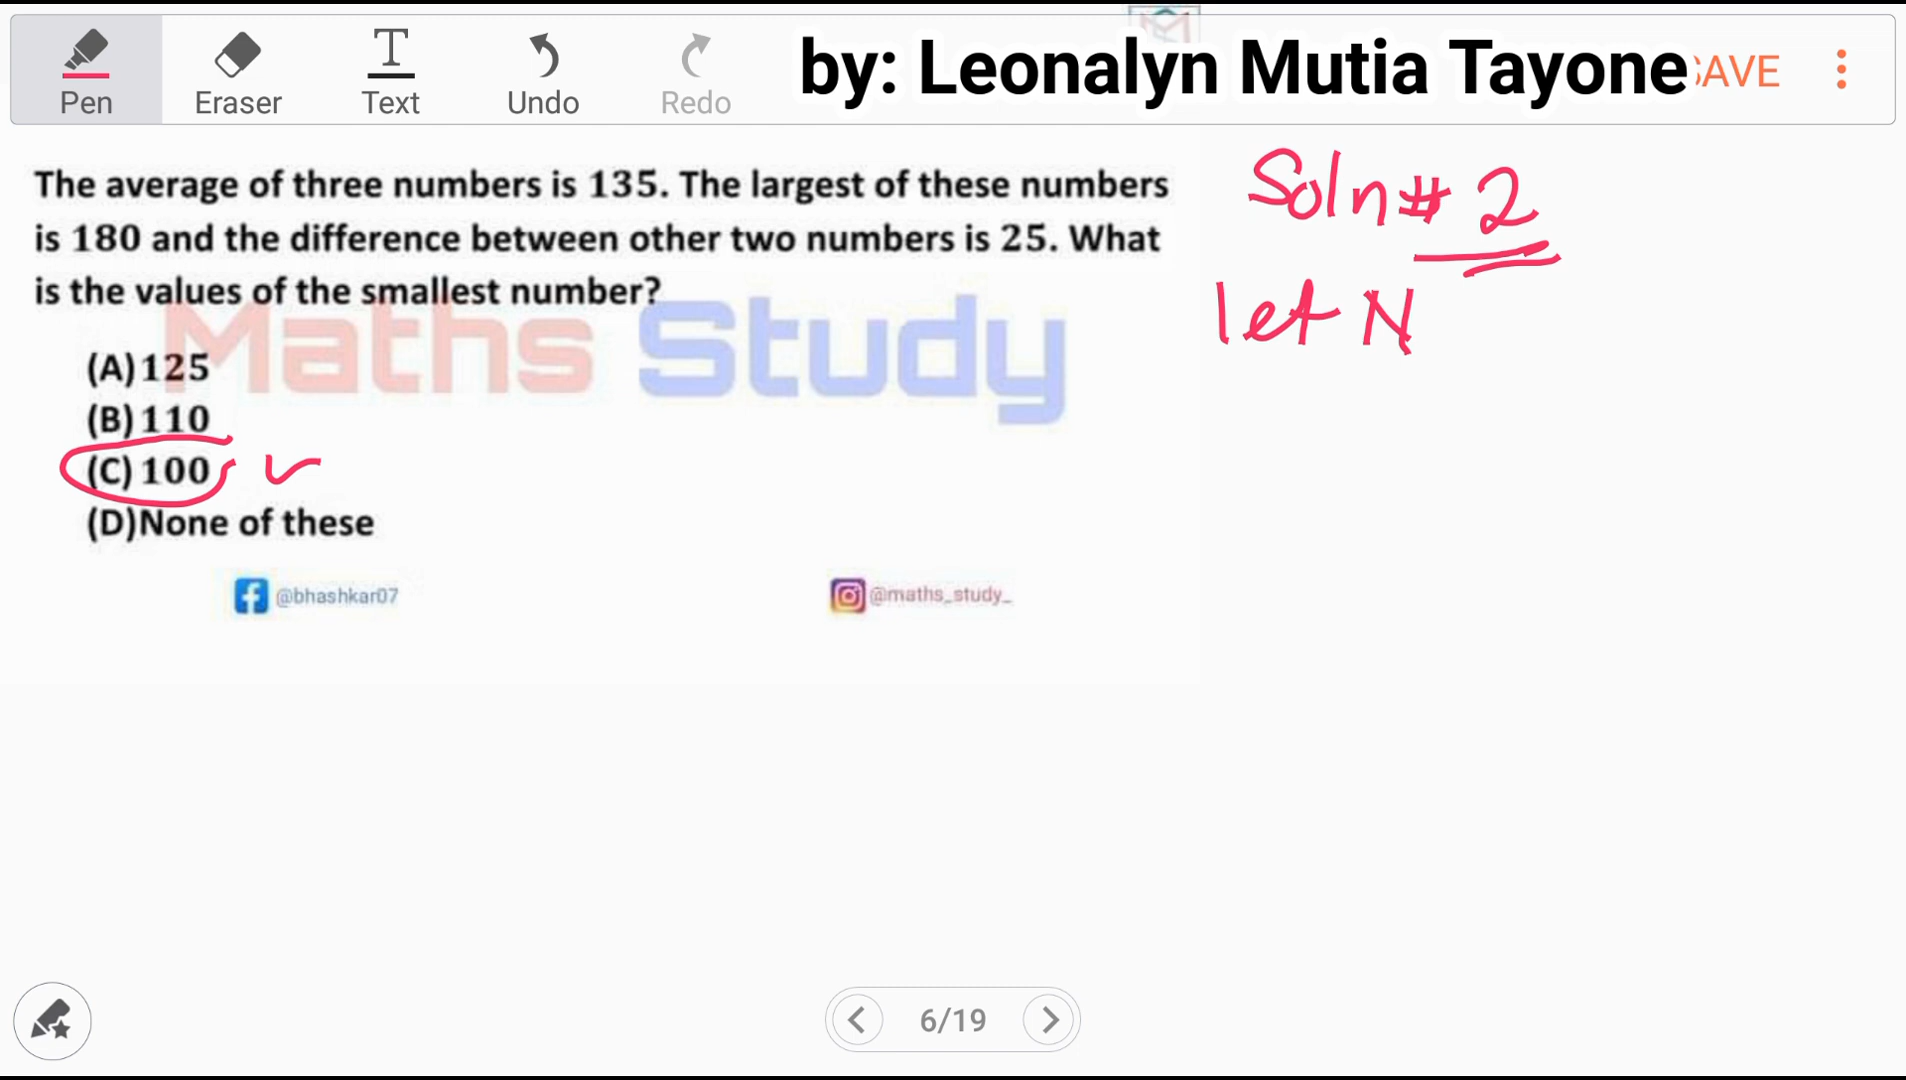 Pen
Eraser
Text
Undo
Redo
by: Leonalyn Mutia Tayone
SAVE
The average of three numbers is 135. The largest of these numbers
is 180 and the difference between other two numbers is 25. What
is the values of the smallest number?
Maths Study
(A) 125
(B) 110
(C) 100
(D) None of these
@bhashkar07
@maths_study_
Soln # 2
let N
6/19